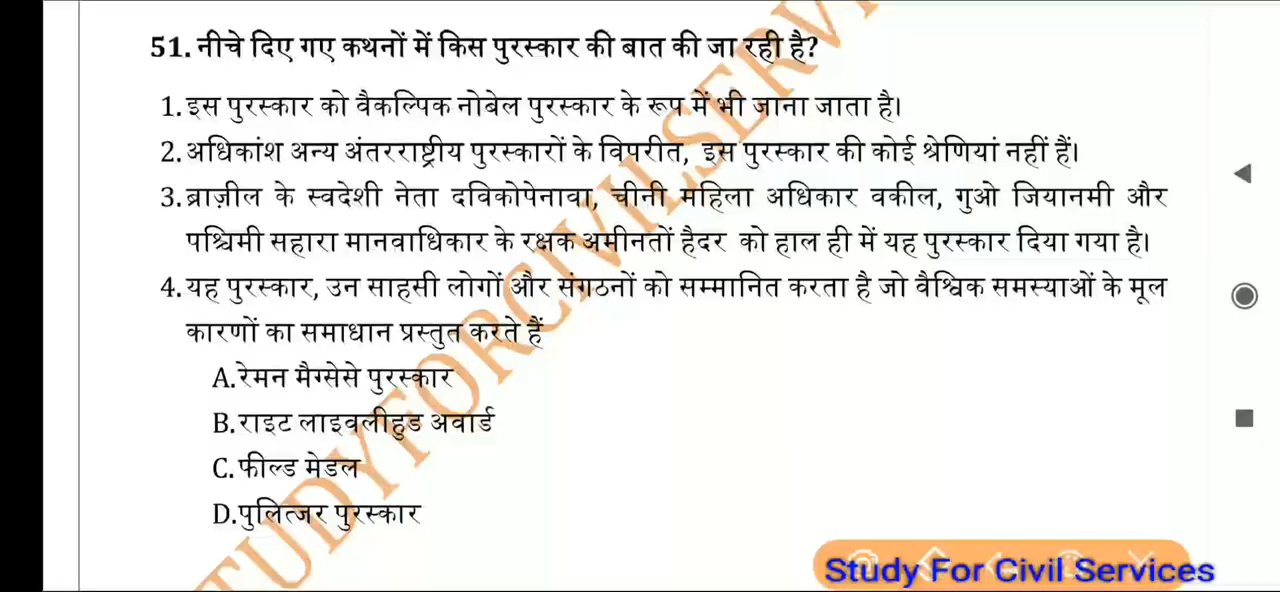 51. नीचे दिए गए कथनों में किस पुरस्कार की बात की जा रही है?
1. इस पुरस्कार को वैकल्पिक नोबेल पुरस्कार के रूप में भी जाना जाता है।
2. अधिकांश अन्य अंतरराष्ट्रीय पुरस्कारों के विपरीत, इस पुरस्कार की कोई श्रेणियां नहीं हैं।
3. ब्राज़ील के स्वदेशी नेता दविकोपेनावा, चीनी महिला अधिकार वकील, गुओ जियानमी और
पश्चिमी सहारा मानवाधिकार के रक्षक अमीनतों हैदर को हाल ही में यह पुरस्कार दिया गया है।
4. यह पुरस्कार, उन साहसी लोगों और संगठनों को सम्मानित करता है जो वैश्विक समस्याओं के मूल
कारणों का समाधान प्रस्तुत करते हैं
A. रेमन मैग्सेसे पुरस्कार
B. राइट लाइवलीहुड अवार्ड
C. फील्ड मेडल
D. पुलित्जर पुरस्कार
STUDYFORCIVILSERV
Study For Civil Services